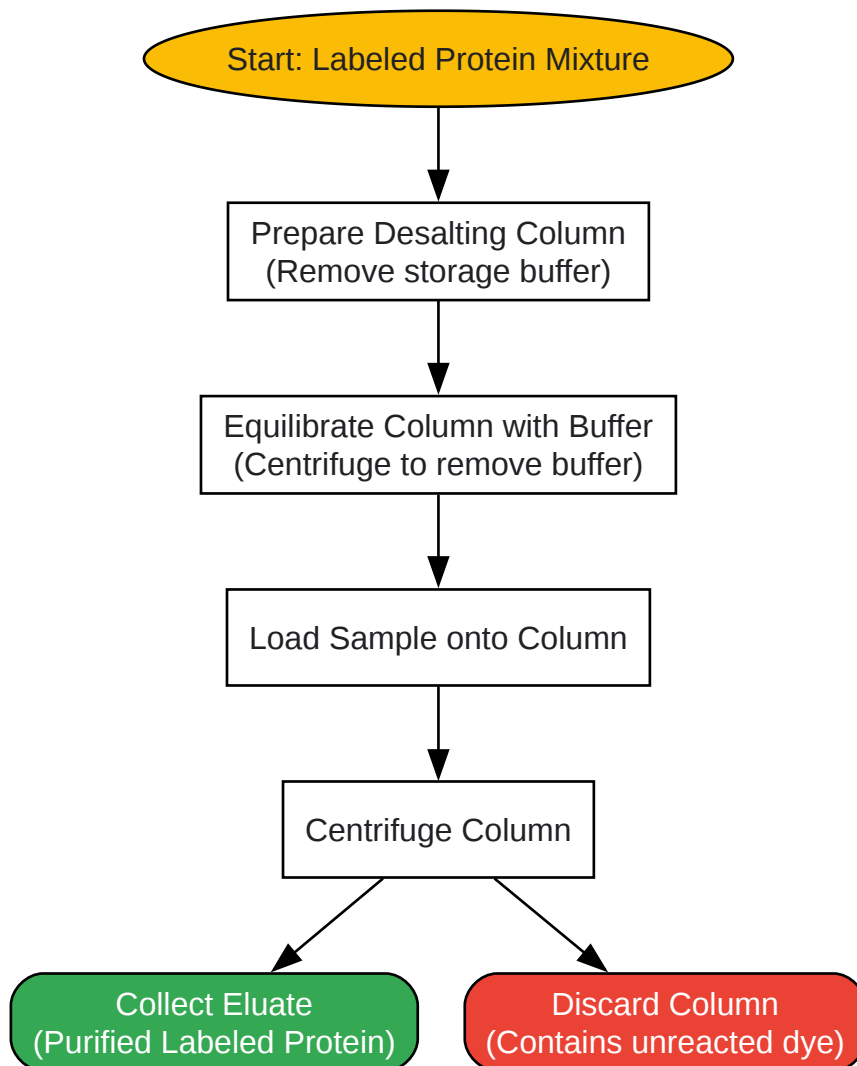 Start: Labeled Protein Mixture
Prepare Desalting Column
(Remove storage buffer)
Equilibrate Column with Buffer
(Centrifuge to remove buffer)
Load Sample onto Column
Centrifuge Column
Collect Eluate
(Purified Labeled Protein)
Discard Column
(Contains unreacted dye)